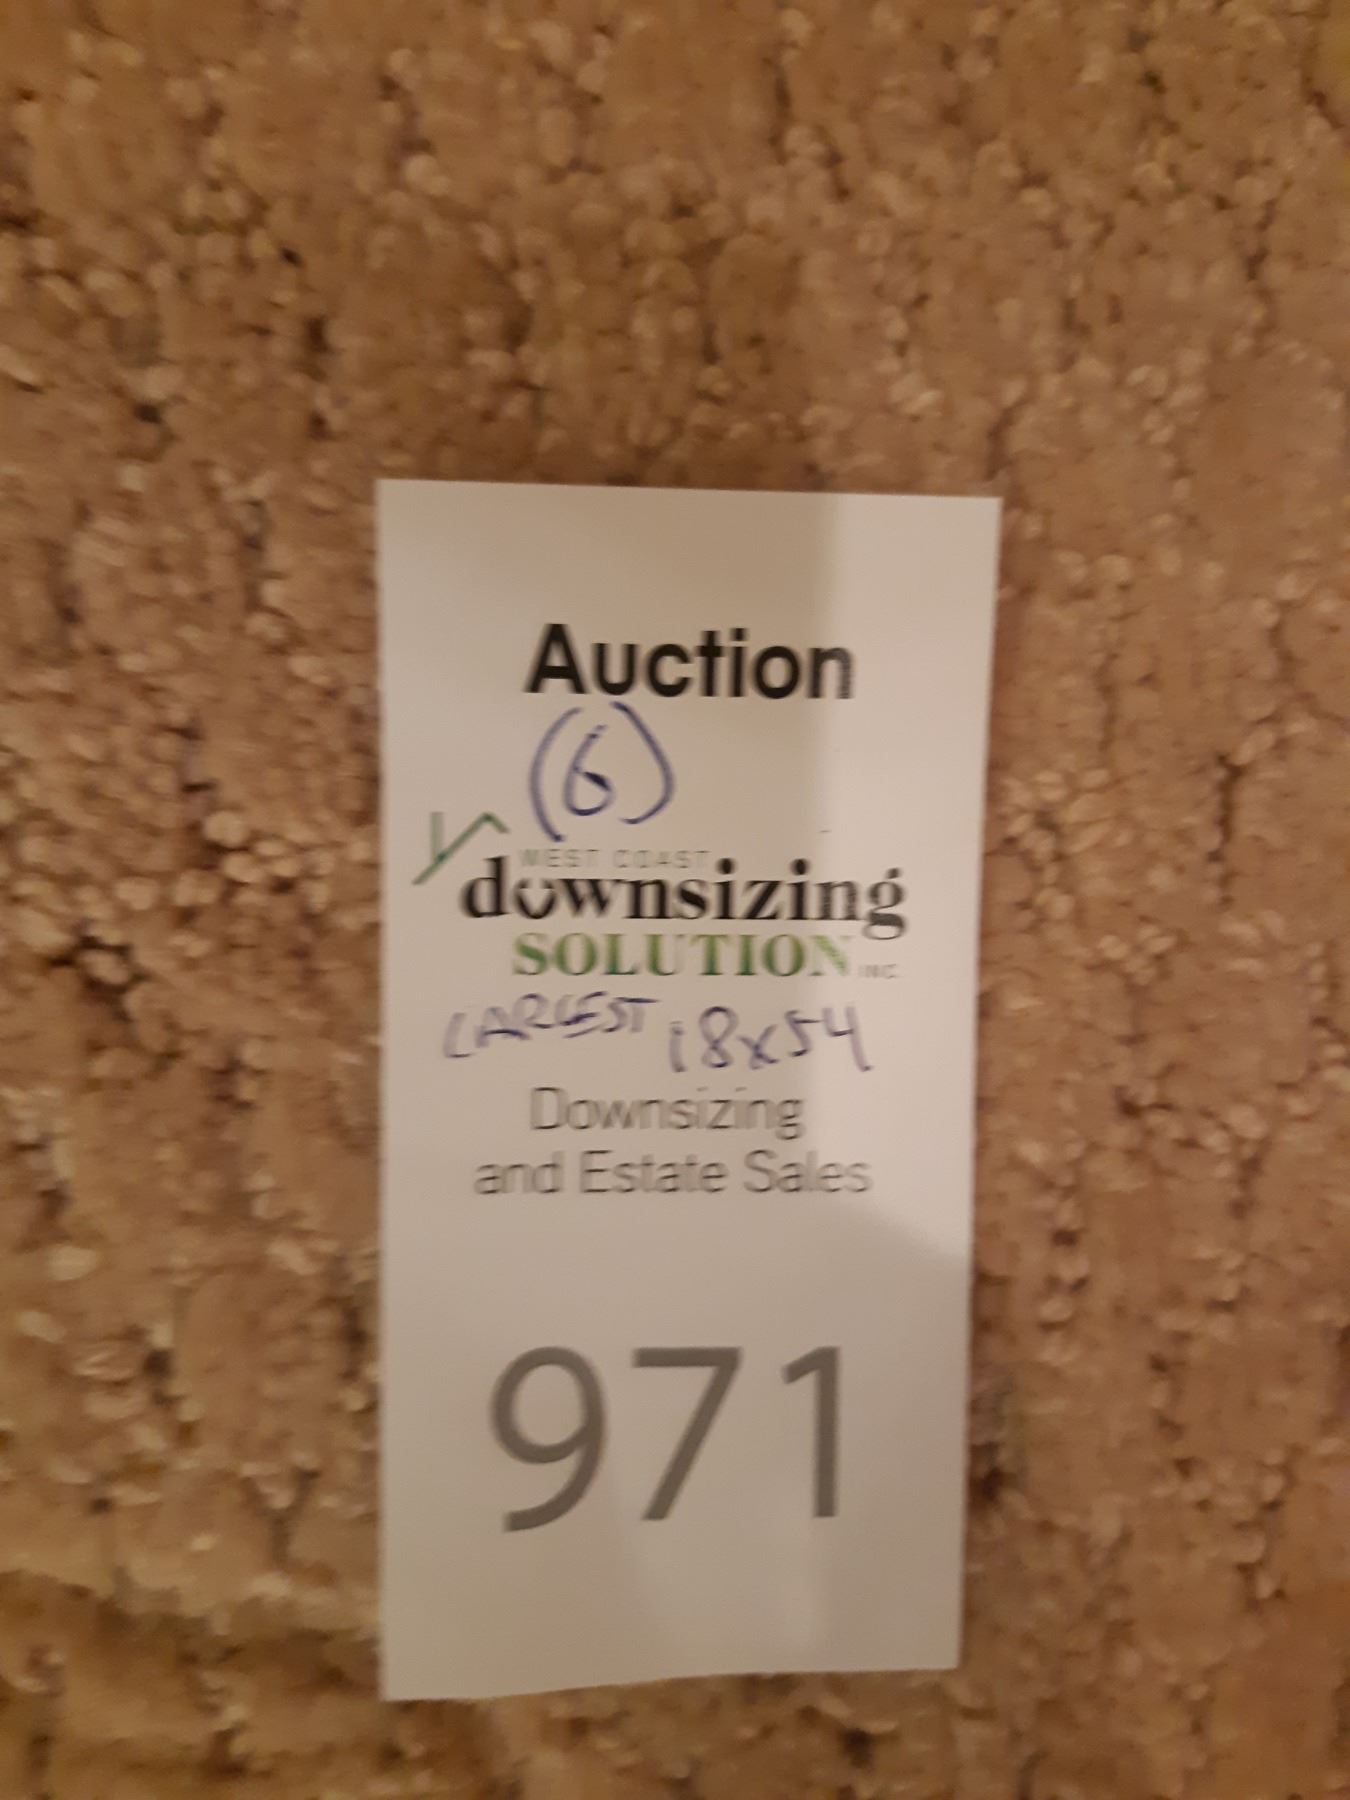 Auction
(6)
WEST COAST
downsizing
SOLUTION INC
LARGEST 18x54
Downsizing
and Estate Sales
971